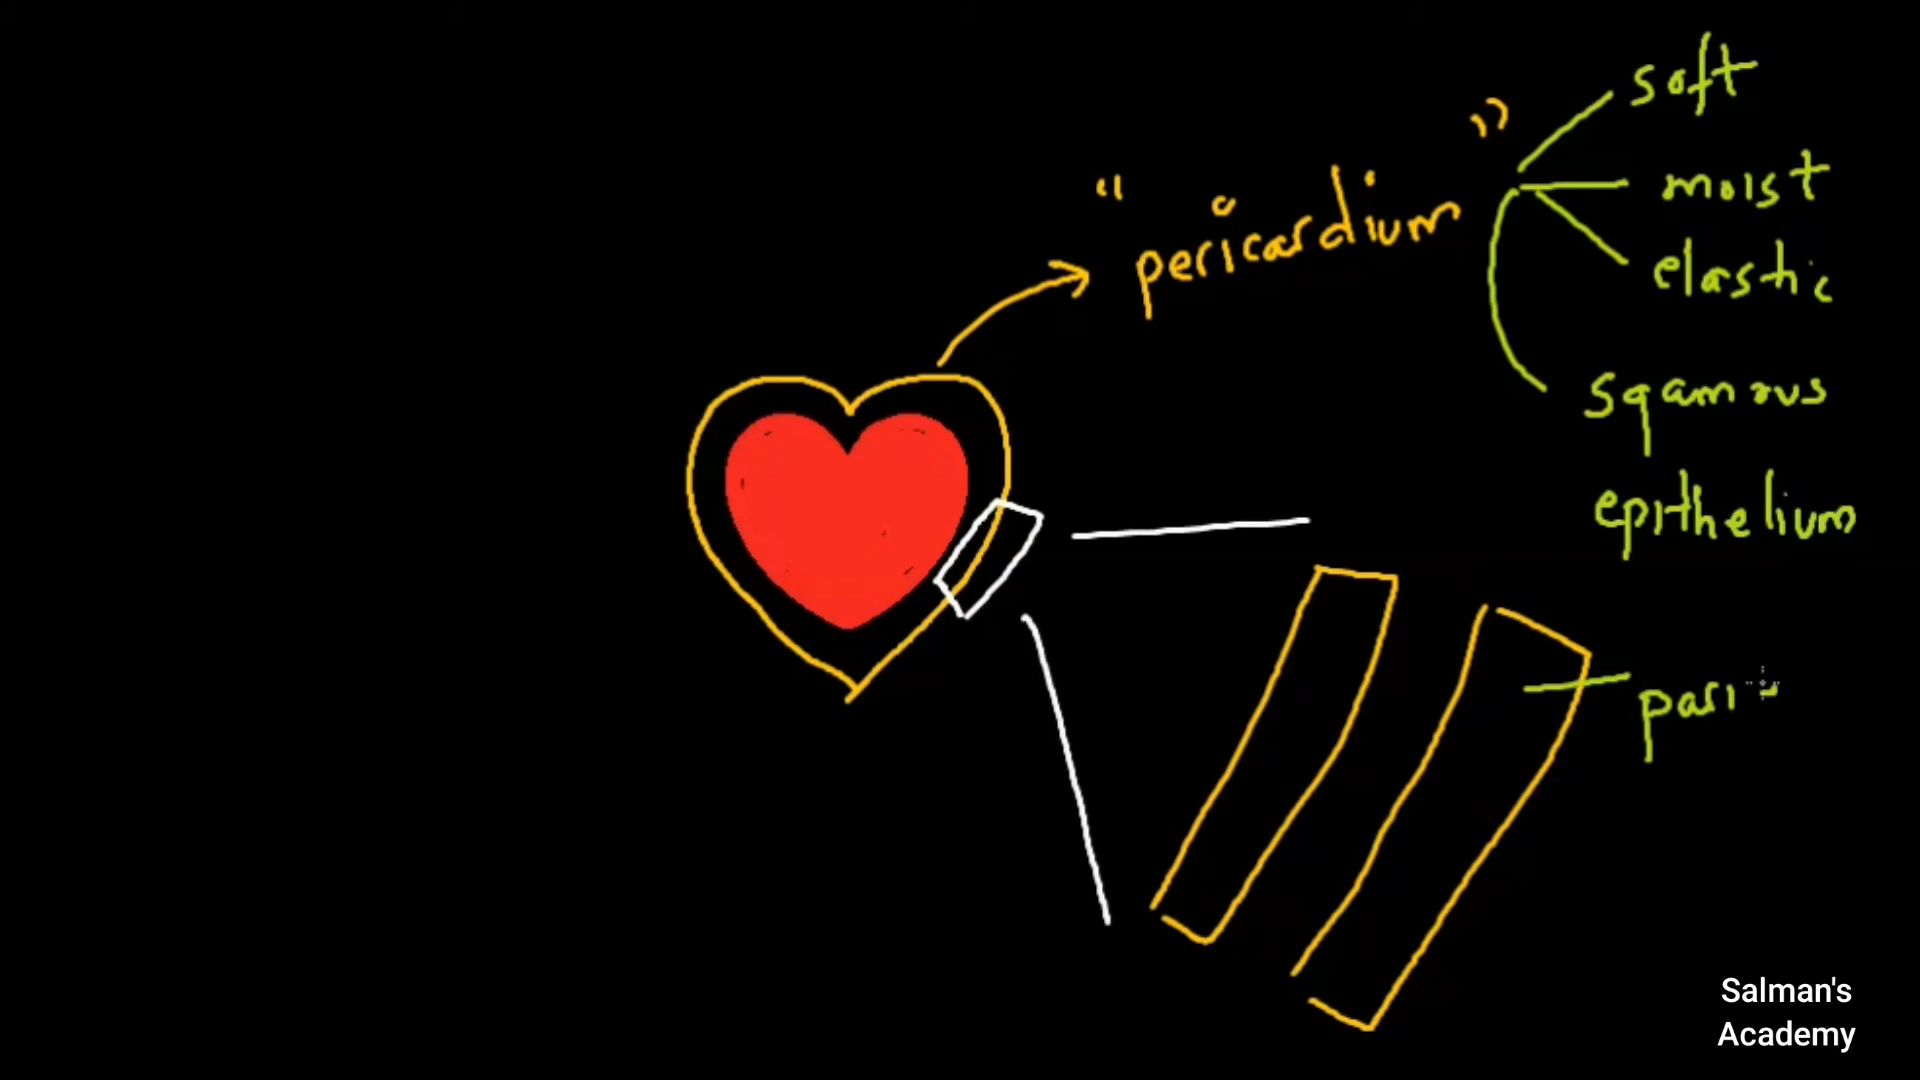 soft
" pericardium "
moist
elastic
sqamous
epithelium
pari
Salman's
Academy